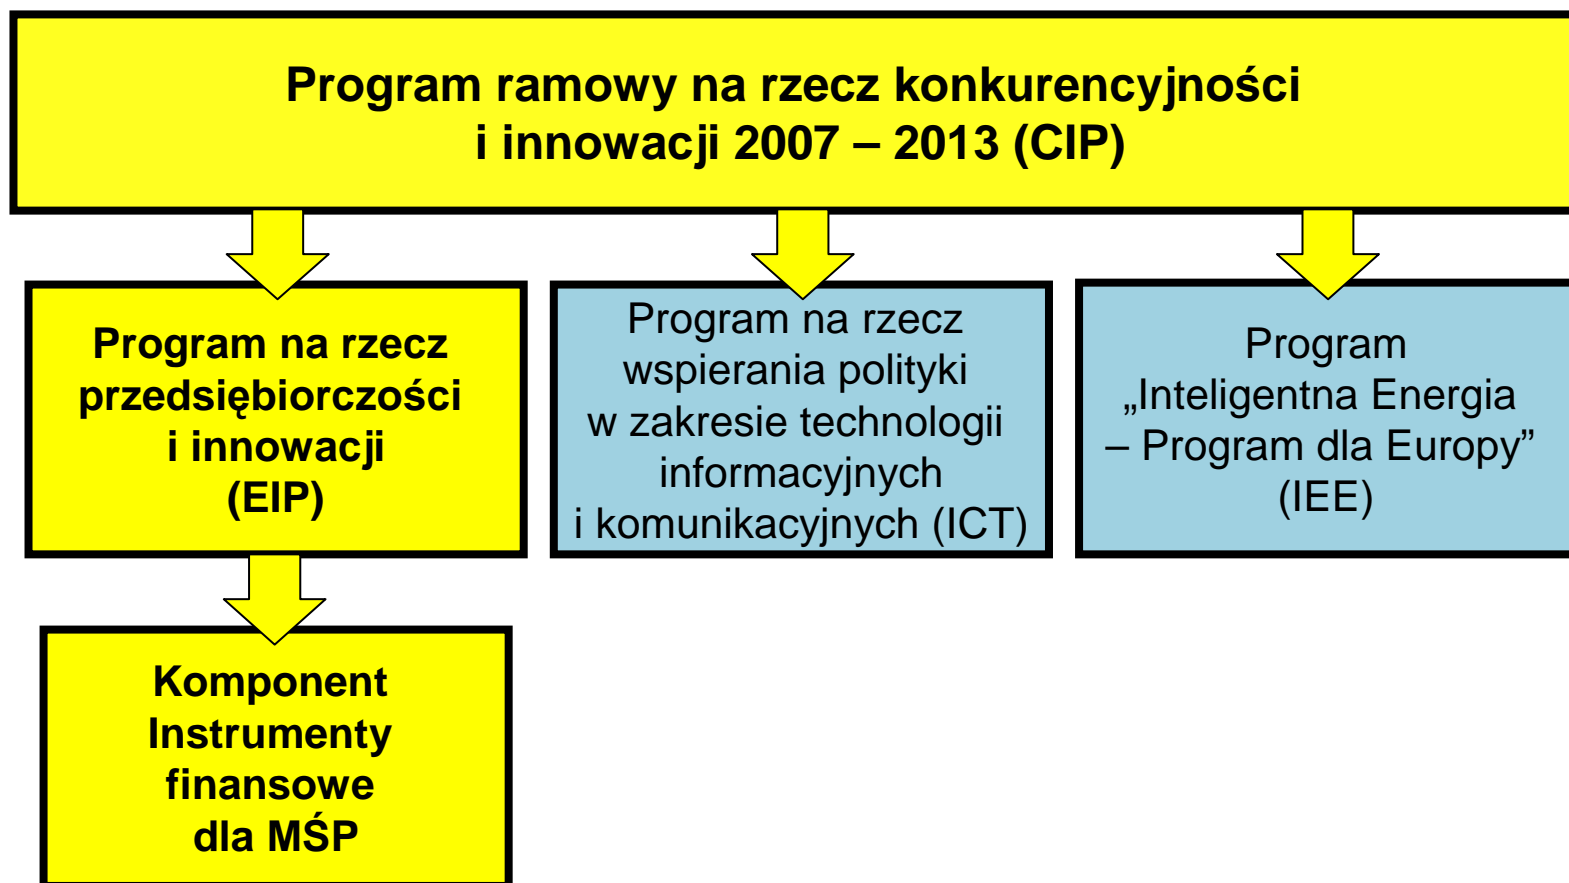 Program ramowy na rzecz konkurencyjności
i innowacji 2007 – 2013 (CIP)
Program na rzecz
przedsiębiorczości
i innowacji
(EIP)
Program na rzecz
wspierania polityki
w zakresie technologii
informacyjnych
i komunikacyjnych (ICT)
Program
„Inteligentna Energia
– Program dla Europy”
(IEE)
Komponent
Instrumenty
finansowe
dla MŚP